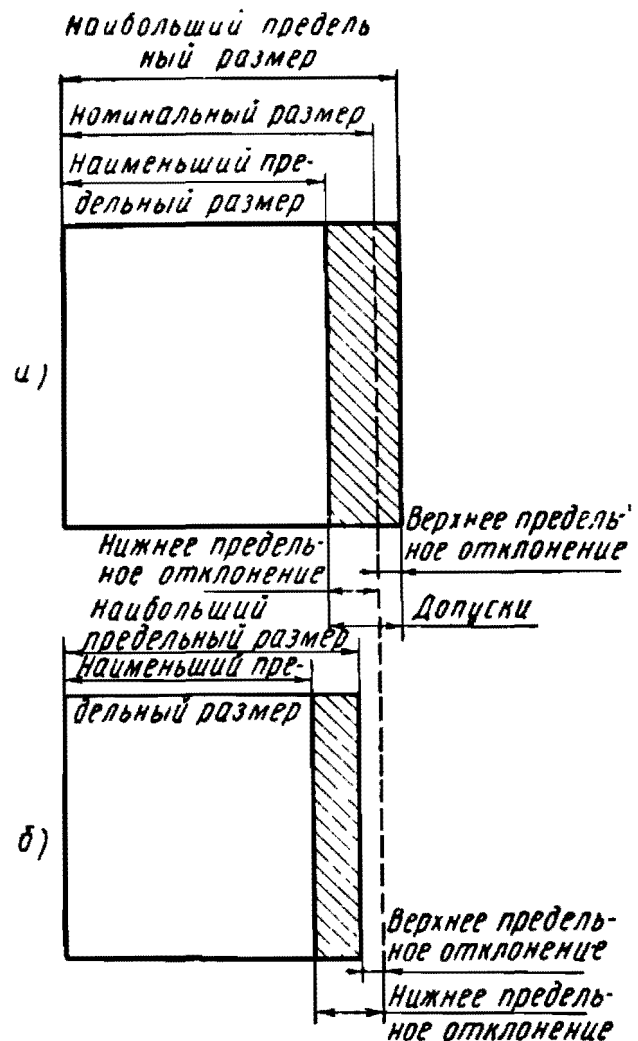 Наибольший предель
ный размер
Номинальный размер
Наименьший пре-
дельный размер
а)
Верхнее предель-
ное отклонение
Нижнее предель-
ное отклонение
Допуски
Наибольший
предельный размер
Наименьший пре-
дельный размер
б)
Верхнее предель-
ное отклонение
Нижнее предель-
ное отклонение